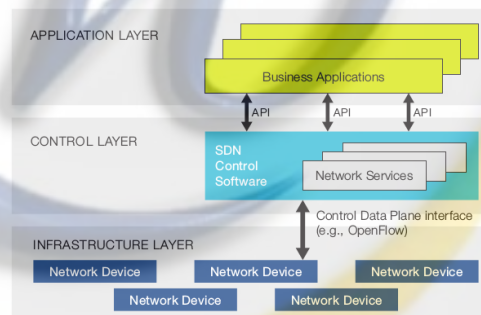 APPLICATION LAYER
Business Applications
API
API
API
CONTROL LAYER
SDN
Control
Software
Network Services
Control Data Plane interface
(e.g., OpenFlow)
INFRASTRUCTURE LAYER
Network Device
Network Device
Network Device
Network Device
Network Device